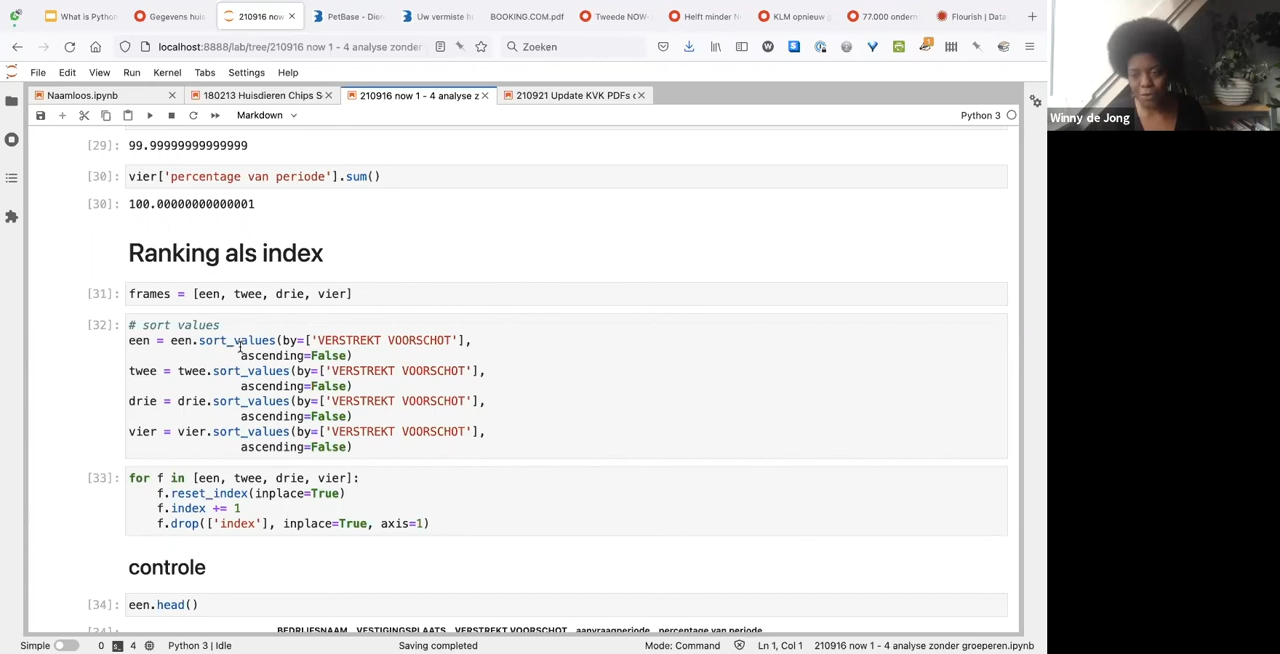 What is Python
Gegevens huis
210916 now 1
PetBase - Die
Uw vermiste h
BOOKING.COM.pdf
Tweede NOW-
Helft minder N
KLM opnieuw
77.000 ondern
Flourish | Data
localhost:8888/lab/tree/210916 now 1 - 4 analyse zonder
Zoeken
File Edit View Run Kernel Tabs Settings Help
Naamloos.ipynb
180213 Huisdieren Chips S
210916 now 1 - 4 analyse z
210921 Update KVK PDFs
Markdown
Python 3
[29]: 99.99999999999999
[30]: vier['percentage van periode'].sum()
[30]: 100.00000000000001
Ranking als index
[31]: frames = [een, twee, drie, vier]
[32]: # sort values
een = een.sort_values(by=['VERSTREKT VOORSCHOT'],
ascending=False)
twee = twee.sort_values(by=['VERSTREKT VOORSCHOT'],
ascending=False)
drie = drie.sort_values(by=['VERSTREKT VOORSCHOT'],
ascending=False)
vier = vier.sort_values(by=['VERSTREKT VOORSCHOT'],
ascending=False)
[33]: for f in [een, twee, drie, vier]:
f.reset_index(inplace=True)
f.index += 1
f.drop(['index'], inplace=True, axis=1)
controle
[34]: een.head()
[34]: BEDRIJFSNAAM VESTIGINGSPLAATS VERSTREKT VOORSCHOT aanvraagperiode percentage van periode
Simple 0 4 Python 3 | Idle Saving completed Mode: Command Ln 1, Col 1 210916 now 1 - 4 analyse zonder groeperen.ipynb
Winny de Jong